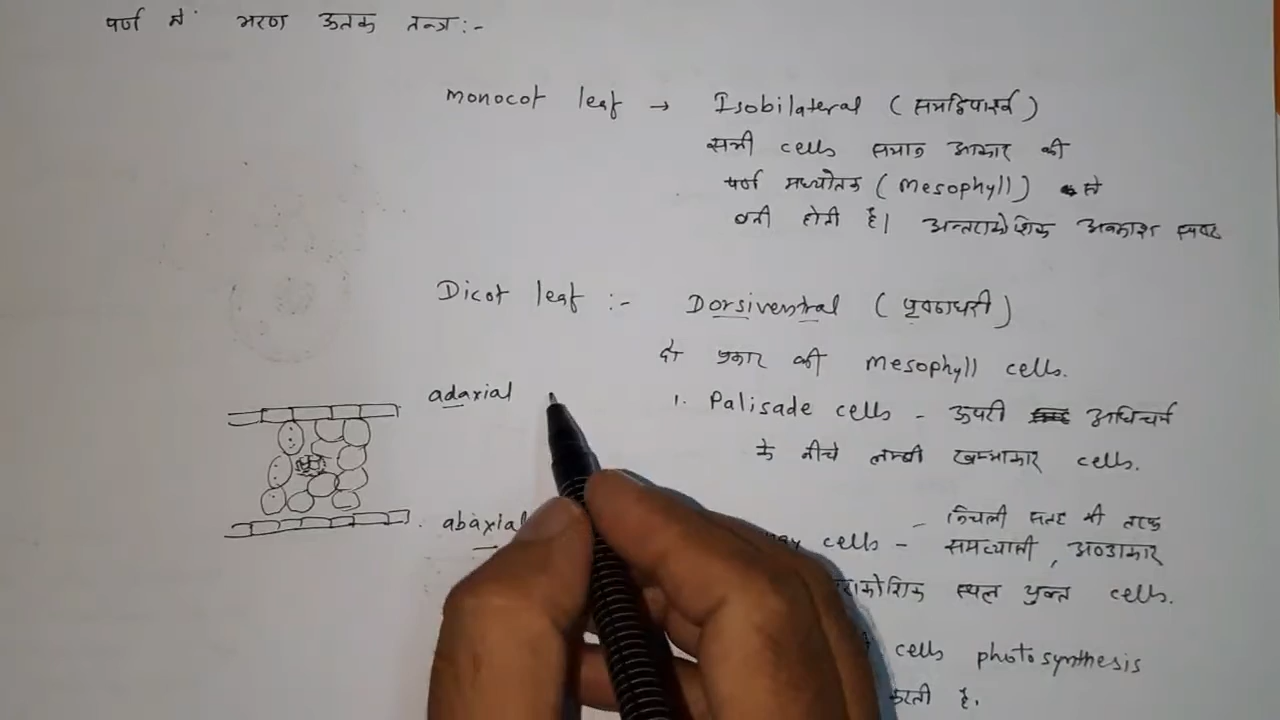 पर्ण में भरण ऊतक तन्त्र:-
monocot leaf → Isobilateral (समद्विपार्श्व)
सभी cells समान आकार की
पर्ण मध्योतक (mesophyll) से
बनी होती है। अन्तराकोशिक अवकाश स्पष्ट
Dicot leaf :- Dorsiventral (पृष्ठाधरी)
दो प्रकार की mesophyll cells.
adaxial
1. Palisade cells - ऊपरी अधिचर्म
के नीचे लम्बी खम्भाकार cells.
abaxial
- निचली सतह की तरफ
cells - समव्यासी, अण्डाकार
राकोशिक स्थल युक्त cells.
cells photosynthesis
करती है.